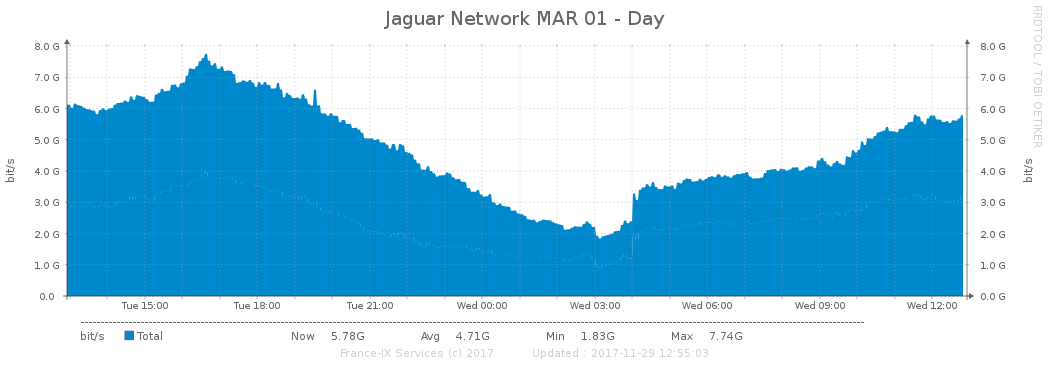 Jaguar Network MAR 01 - Day
RRDTOOL / TOBI OETIKER
8.0 G 8.0 G
7.0 G 7.0 G
6.0 G 6.0 G
5.0 G 5.0 G
4.0 G 4.0 G
3.0 G 3.0 G
2.0 G 2.0 G
1.0 G 1.0 G
0.0 0.0 G
bit/s bit/s
Tue 15:00 Tue 18:00 Tue 21:00 Wed 00:00 Wed 03:00 Wed 06:00 Wed 09:00 Wed 12:00
bit/s Total Now 5.78G Avg 4.71G Min 1.83G Max 7.74G
France-IX Services (c) 2017 Updated : 2017-11-29 12:55:03